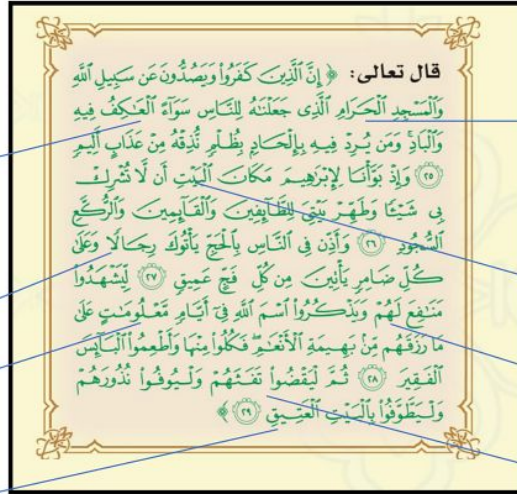 قال تعالى: ﴿ إِنَّ ٱلَّذِينَ كَفَرُوا۟ وَيَصُدُّونَ عَن سَبِيلِ ٱللَّهِ
وَٱلْمَسْجِدِ ٱلْحَرَامِ ٱلَّذِى جَعَلْنَٰهُ لِلنَّاسِ سَوَآءً ٱلْعَٰكِفُ فِيهِ
وَٱلْبَادِ ۚ وَمَن يُرِدْ فِيهِ بِإِلْحَادٍۭ بِظُلْمٍ نُّذِقْهُ مِنْ عَذَابٍ أَلِيمٍ
٢٥ وَإِذْ بَوَّأْنَا لِإِبْرَٰهِيمَ مَكَانَ ٱلْبَيْتِ أَن لَّا تُشْرِكْ
بِى شَيْـًٔا وَطَهِّرْ بَيْتِىَ لِلطَّآئِفِينَ وَٱلْقَآئِمِينَ وَٱلرُّكَّعِ
ٱلسُّجُودِ ٢٦ وَأَذِّن فِى ٱلنَّاسِ بِٱلْحَجِّ يَأْتُوكَ رِجَالًا وَعَلَىٰ
كُلِّ ضَامِرٍ يَأْتِينَ مِن كُلِّ فَجٍّ عَمِيقٍ ٢٧ لِّيَشْهَدُوا۟
مَنَٰفِعَ لَهُمْ وَيَذْكُرُوا۟ ٱسْمَ ٱللَّهِ فِىٓ أَيَّامٍ مَّعْلُومَٰتٍ عَلَىٰ
مَا رَزَقَهُم مِّنۢ بَهِيمَةِ ٱلْأَنْعَٰمِ ۖ فَكُلُوا۟ مِنْهَا وَأَطْعِمُوا۟ ٱلْبَآئِسَ
ٱلْفَقِيرَ ٢٨ ثُمَّ لْيَقْضُوا۟ تَفَثَهُمْ وَلْيُوفُوا۟ نُذُورَهُمْ
وَلْيَطَّوَّفُوا۟ بِٱلْبَيْتِ ٱلْعَتِيقِ ٢٩ ﴾